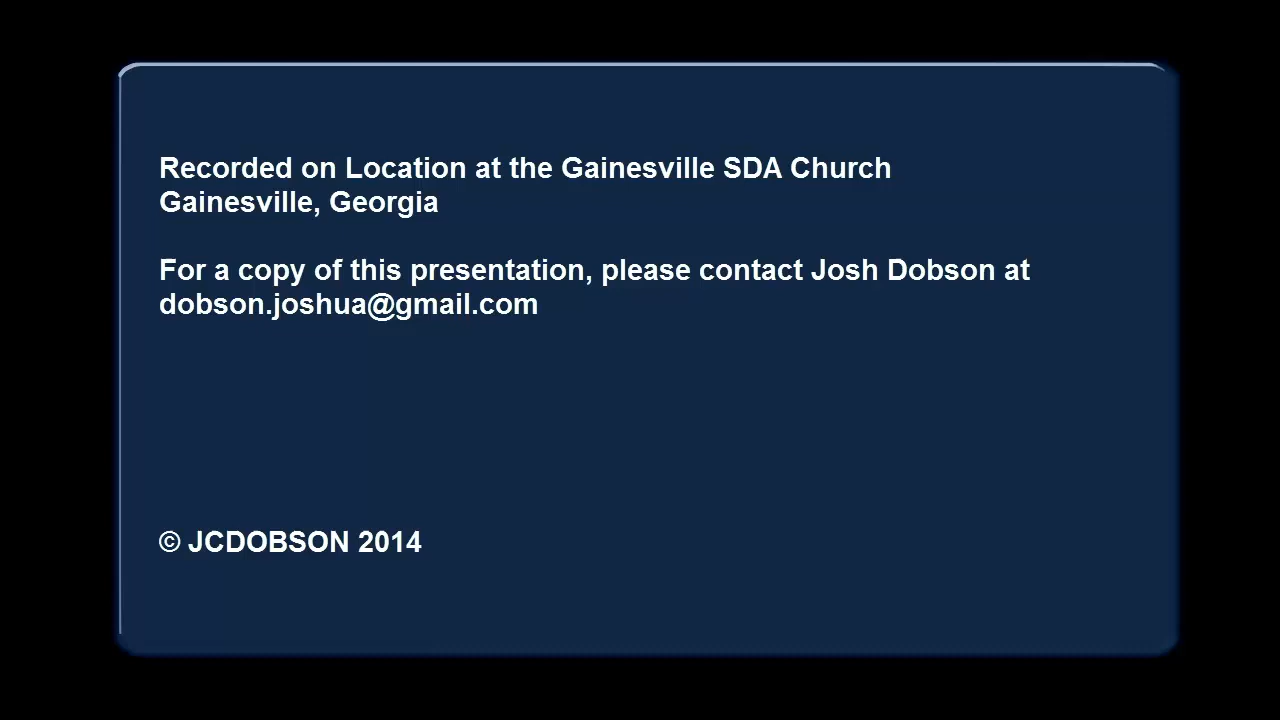 Recorded on Location at the Gainesville SDA Church
Gainesville, Georgia
For a copy of this presentation, please contact Josh Dobson at
dobson.joshua@gmail.com
© JCDOBSON 2014